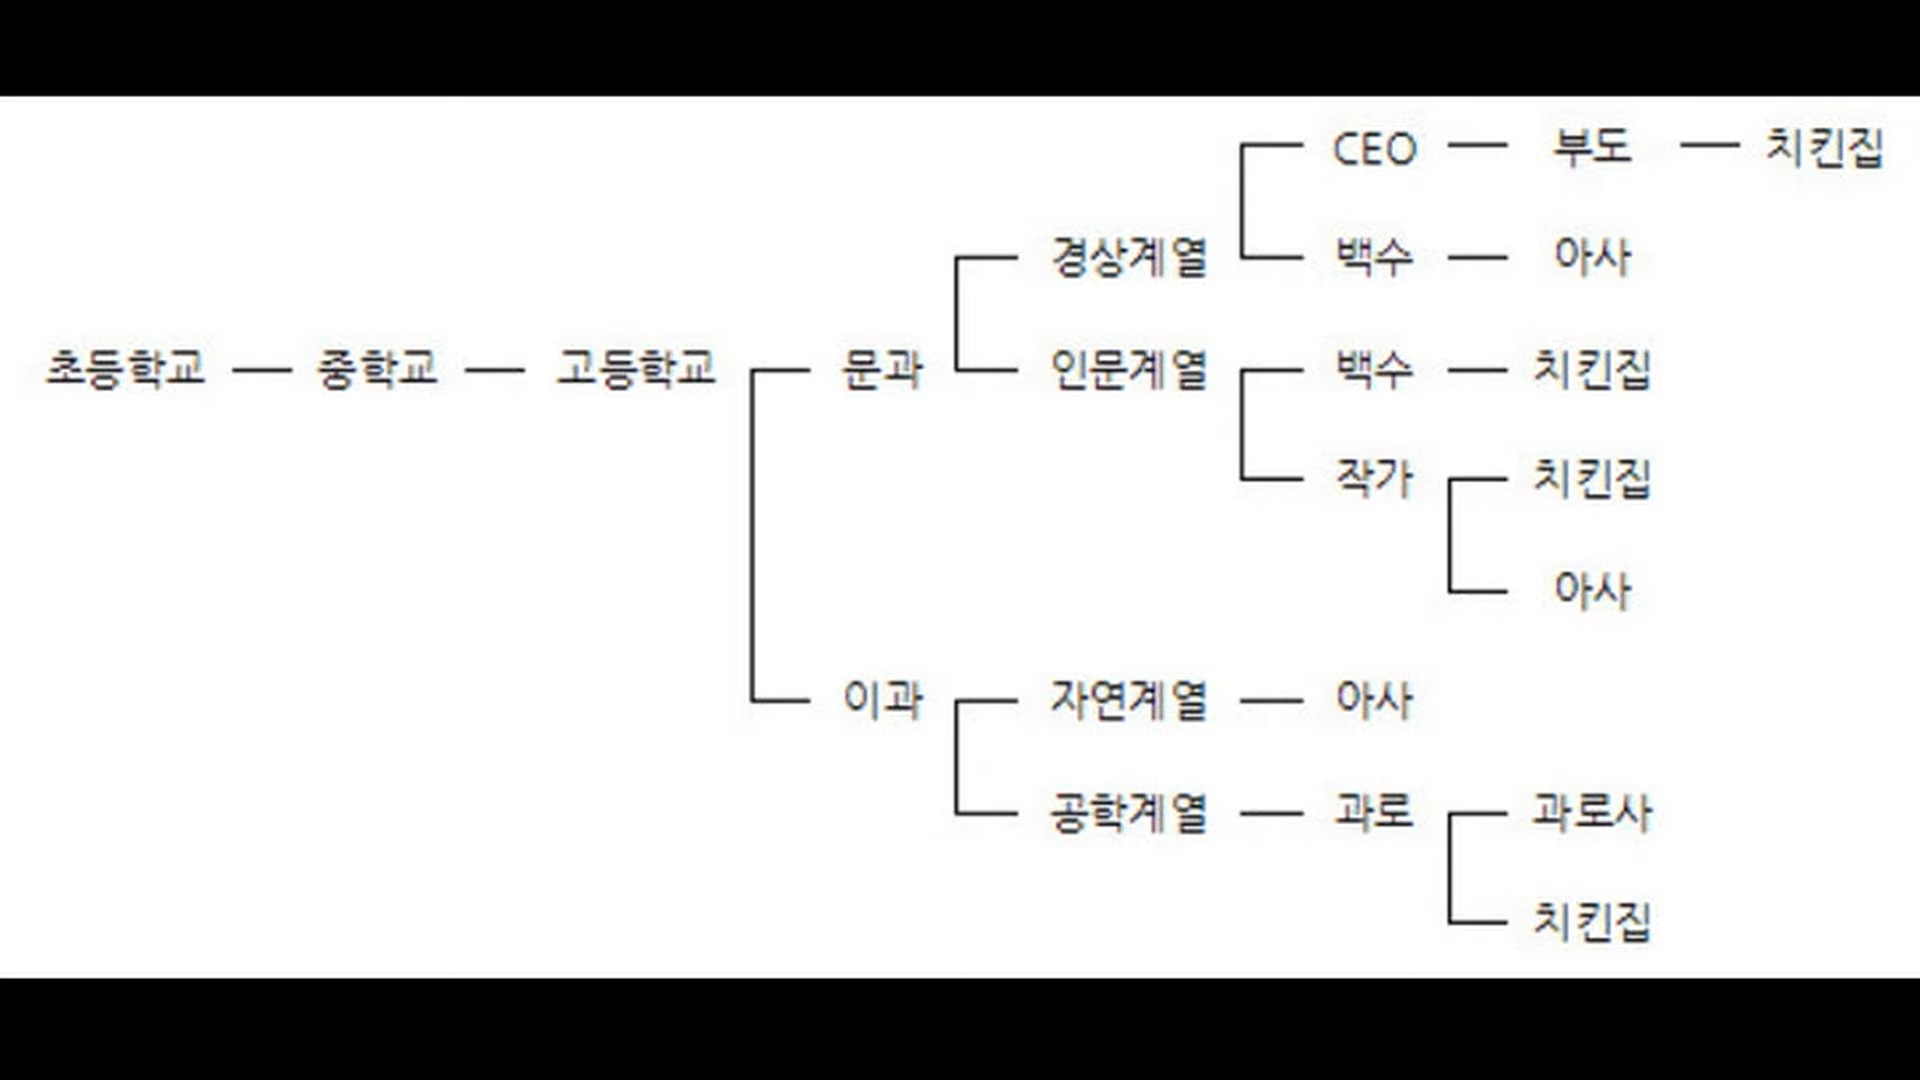 CEO 부도 치킨집
경상계열 백수 아사
초등학교 중학교 고등학교 문과 인문계열 백수 치킨집
작가 치킨집
아사
이과 자연계열 아사
공학계열 과로 과로사
치킨집